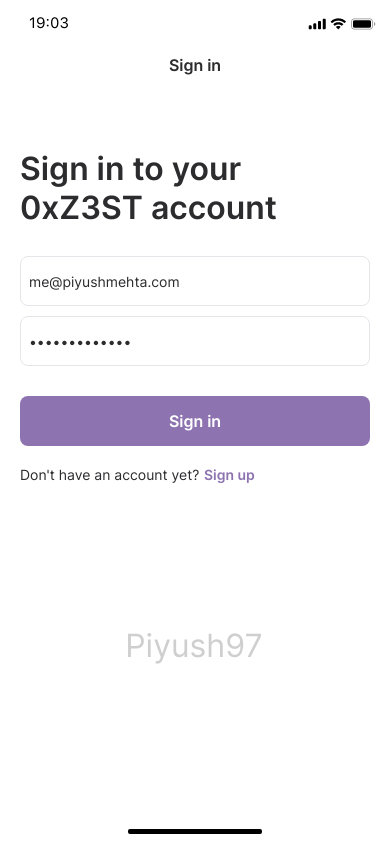 19:03
Sign in
Sign in to your
0xZ3ST account
me@piyushmehta.com
•••••••••••••
Sign in
Don't have an account yet? Sign up
Piyush97